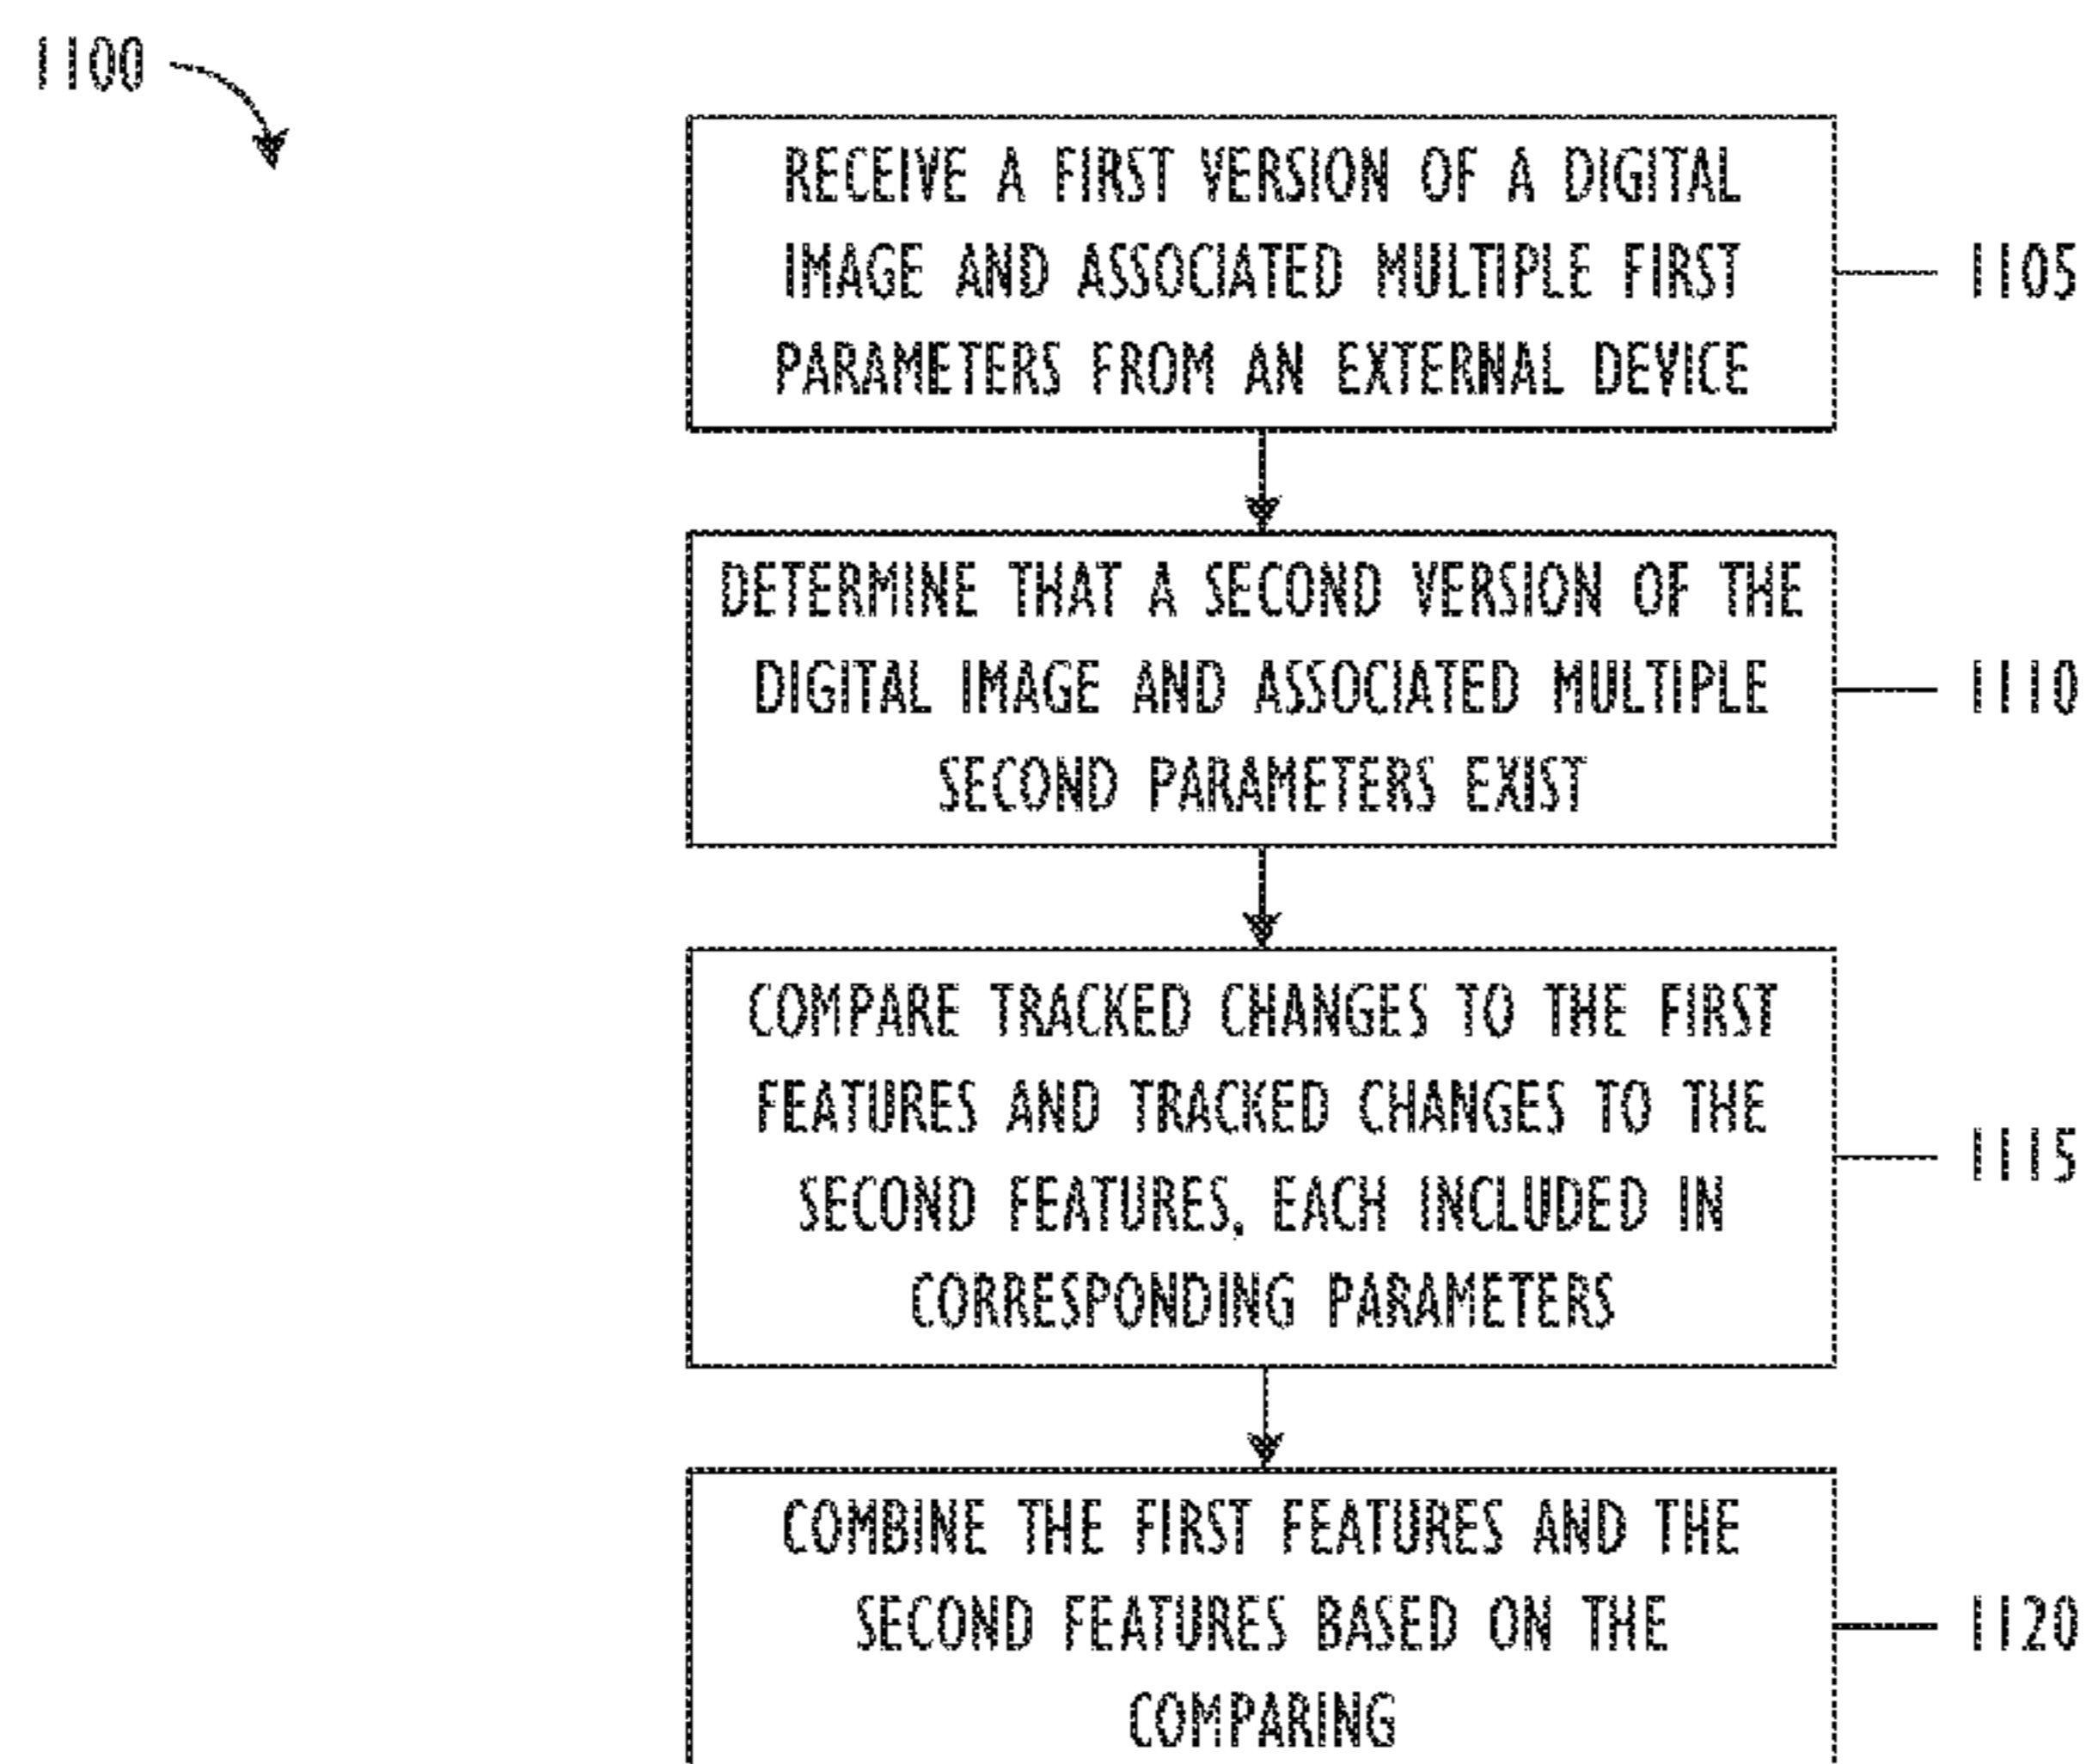 1100
RECEIVE A FIRST VERSION OF A DIGITAL
IMAGE AND ASSOCIATED MULTIPLE FIRST
PARAMETERS FROM AN EXTERNAL DEVICE
1105
DETERMINE THAT A SECOND VERSION OF THE
DIGITAL IMAGE AND ASSOCIATED MULTIPLE
SECOND PARAMETERS EXIST
1110
COMPARE TRACKED CHANGES TO THE FIRST
FEATURES AND TRACKED CHANGES TO THE
SECOND FEATURES, EACH INCLUDED IN
CORRESPONDING PARAMETERS
1115
COMBINE THE FIRST FEATURES AND THE
SECOND FEATURES BASED ON THE
COMPARING
1120